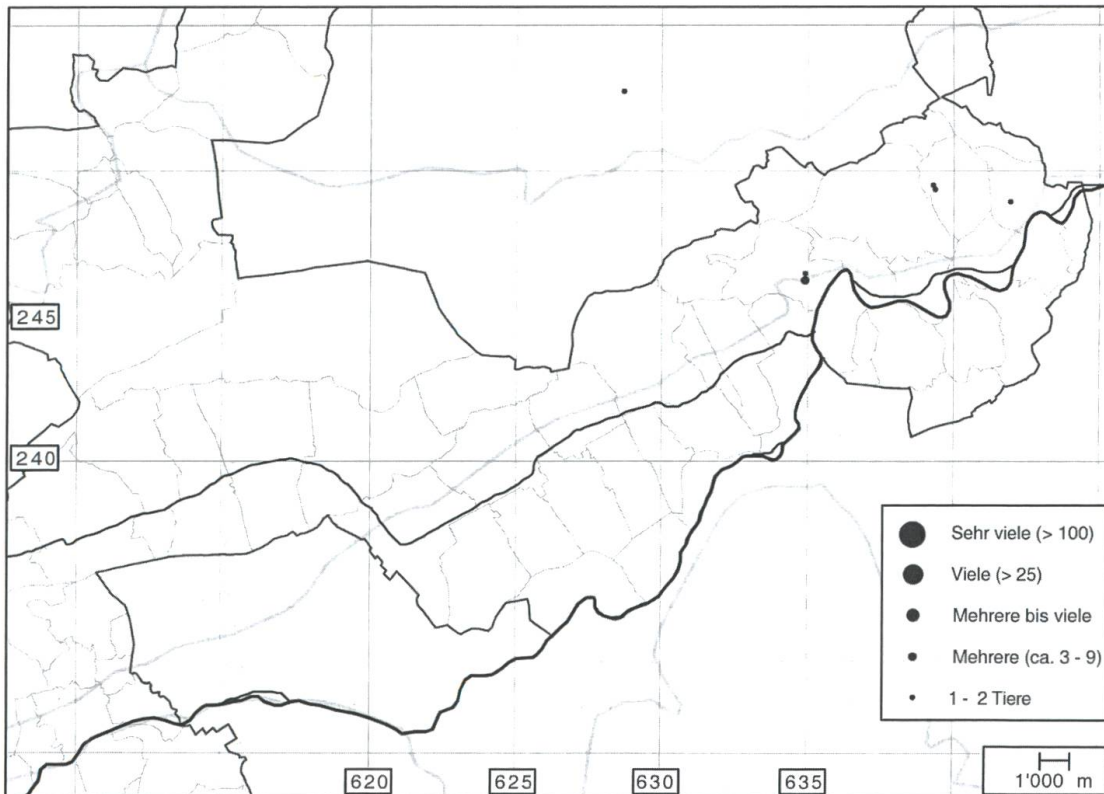 245
240
Sehr viele (> 100)
Viele (> 25)
Mehrere bis viele
Mehrere (ca. 3 - 9)
1 - 2 Tiere
620 625 630 635
1'000 m